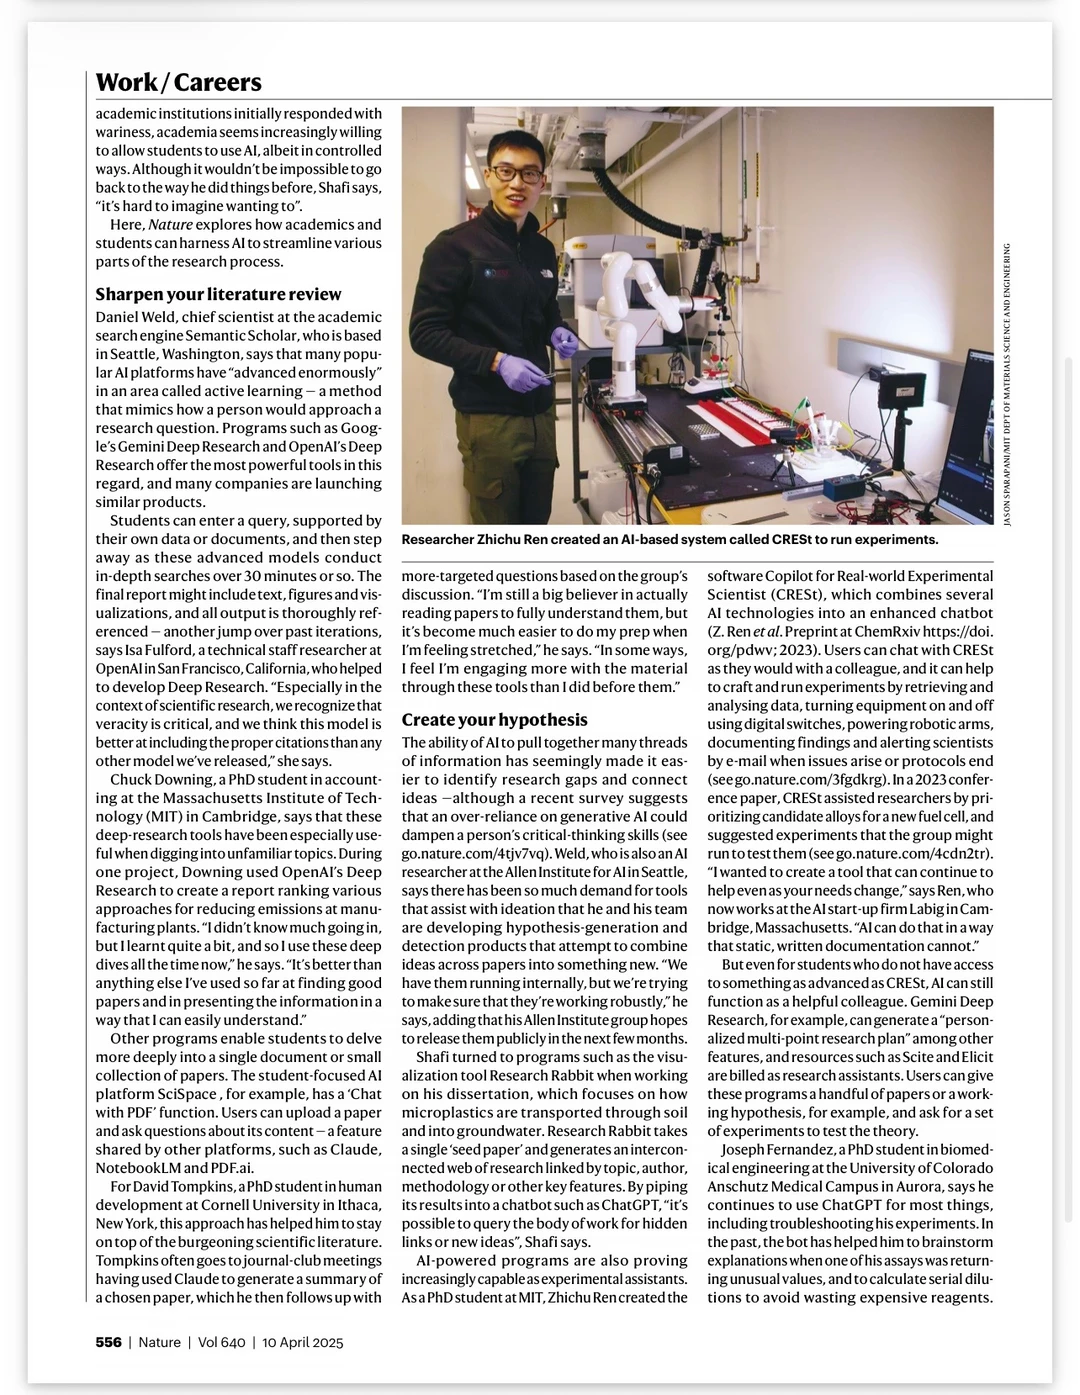 Work / Careers
academic institutions initially responded with
wariness, academia seems increasingly willing
to allow students to use AI, albeit in controlled
ways. Although it wouldn't be impossible to go
back to the way he did things before, Shafi says,
“it's hard to imagine wanting to”.
Here, Nature explores how academics and
students can harness AI to streamline various
parts of the research process.
Sharpen your literature review
Daniel Weld, chief scientist at the academic
search engine Semantic Scholar, who is based
in Seattle, Washington, says that many popu-
lar AI platforms have “advanced enormously”
in an area called active learning — a method
that mimics how a person would approach a
research question. Programs such as Goog-
le's Gemini Deep Research and OpenAI's Deep
Research offer the most powerful tools in this
regard, and many companies are launching
similar products.
Students can enter a query, supported by
their own data or documents, and then step
away as these advanced models conduct
in-depth searches over 30 minutes or so. The
final report might include text, figures and vis-
ualizations, and all output is thoroughly ref-
erenced — another jump over past iterations,
says Isa Fulford, a technical staff researcher at
OpenAI in San Francisco, California, who helped
to develop Deep Research. “Especially in the
context of scientific research, we recognize that
veracity is critical, and we think this model is
better at including the proper citations than any
other model we've released,” she says.
Chuck Downing, a PhD student in account-
ing at the Massachusetts Institute of Tech-
nology (MIT) in Cambridge, says that these
deep-research tools have been especially use-
ful when digging into unfamiliar topics. During
one project, Downing used OpenAI's Deep
Research to create a report ranking various
approaches for reducing emissions at manu-
facturing plants. “I didn't know much going in,
but I learnt quite a bit, and so I use these deep
dives all the time now,” he says. “It's better than
anything else I've used so far at finding good
papers and in presenting the information in a
way that I can easily understand.”
Other programs enable students to delve
more deeply into a single document or small
collection of papers. The student-focused AI
platform SciSpace , for example, has a ‘Chat
with PDF’ function. Users can upload a paper
and ask questions about its content — a feature
shared by other platforms, such as Claude,
NotebookLM and PDF.ai.
For David Tompkins, a PhD student in human
development at Cornell University in Ithaca,
New York, this approach has helped him to stay
on top of the burgeoning scientific literature.
Tompkins often goes to journal-club meetings
having used Claude to generate a summary of
a chosen paper, which he then follows up with
JASON SPARAPANI/MIT DEPT OF MATERIALS SCIENCE AND ENGINEERING
Researcher Zhichu Ren created an AI-based system called CRESt to run experiments.
more-targeted questions based on the group's
discussion. “I'm still a big believer in actually
reading papers to fully understand them, but
it's become much easier to do my prep when
I'm feeling stretched,” he says. “In some ways,
I feel I'm engaging more with the material
through these tools than I did before them.”
Create your hypothesis
The ability of AI to pull together many threads
of information has seemingly made it eas-
ier to identify research gaps and connect
ideas —although a recent survey suggests
that an over-reliance on generative AI could
dampen a person's critical-thinking skills (see
go.nature.com/4tjv7vq). Weld, who is also an AI
researcher at the Allen Institute for AI in Seattle,
says there has been so much demand for tools
that assist with ideation that he and his team
are developing hypothesis-generation and
detection products that attempt to combine
ideas across papers into something new. “We
have them running internally, but we're trying
to make sure that they're working robustly,” he
says, adding that his Allen Institute group hopes
to release them publicly in the next few months.
Shafi turned to programs such as the visu-
alization tool Research Rabbit when working
on his dissertation, which focuses on how
microplastics are transported through soil
and into groundwater. Research Rabbit takes
a single ‘seed paper’ and generates an intercon-
nected web of research linked by topic, author,
methodology or other key features. By piping
its results into a chatbot such as ChatGPT, “it's
possible to query the body of work for hidden
links or new ideas”, Shafi says.
AI-powered programs are also proving
increasingly capable as experimental assistants.
As a PhD student at MIT, Zhichu Ren created the
software Copilot for Real-world Experimental
Scientist (CRESt), which combines several
AI technologies into an enhanced chatbot
(Z. Ren et al. Preprint at ChemRxiv https://doi.
org/pdwv; 2023). Users can chat with CRESt
as they would with a colleague, and it can help
to craft and run experiments by retrieving and
analysing data, turning equipment on and off
using digital switches, powering robotic arms,
documenting findings and alerting scientists
by e-mail when issues arise or protocols end
(see go.nature.com/3fgdkrg). In a 2023 confer-
ence paper, CRESt assisted researchers by pri-
oritizing candidate alloys for a new fuel cell, and
suggested experiments that the group might
run to test them (see go.nature.com/4cdn2tr).
“I wanted to create a tool that can continue to
help even as your needs change,” says Ren, who
now works at the AI start-up firm Labig in Cam-
bridge, Massachusetts. “AI can do that in a way
that static, written documentation cannot.”
But even for students who do not have access
to something as advanced as CRESt, AI can still
function as a helpful colleague. Gemini Deep
Research, for example, can generate a “person-
alized multi-point research plan” among other
features, and resources such as Scite and Elicit
are billed as research assistants. Users can give
these programs a handful of papers or a work-
ing hypothesis, for example, and ask for a set
of experiments to test the theory.
Joseph Fernandez, a PhD student in biomed-
ical engineering at the University of Colorado
Anschutz Medical Campus in Aurora, says he
continues to use ChatGPT for most things,
including troubleshooting his experiments. In
the past, the bot has helped him to brainstorm
explanations when one of his assays was return-
ing unusual values, and to calculate serial dilu-
tions to avoid wasting expensive reagents.
556 | Nature | Vol 640 | 10 April 2025